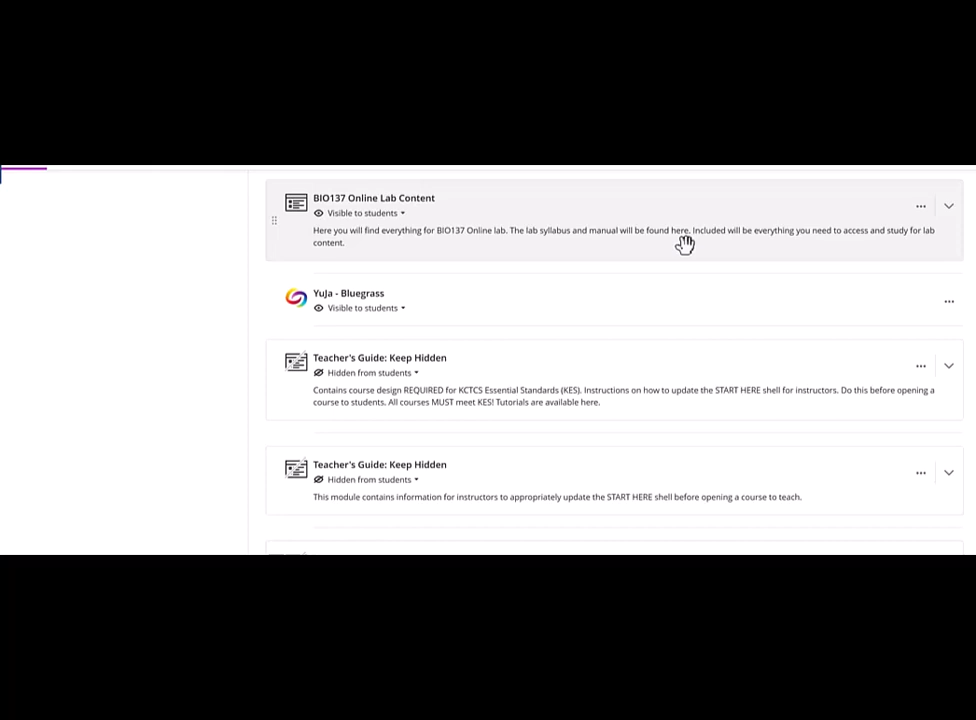 BIO137 Online Lab Content
Visible to students
Here you will find everything for BIO137 Online lab. The lab syllabus and manual will be found here. Included will be everything you need to access and study for lab
content.
YuJa - Bluegrass
Visible to students
Teacher's Guide: Keep Hidden
Hidden from students
Contains course design REQUIRED for KCTCS Essential Standards (KES). Instructions on how to update the START HERE shell for instructors. Do this before opening a
course to students. All courses MUST meet KES! Tutorials are available here.
Teacher's Guide: Keep Hidden
Hidden from students
This module contains information for instructors to appropriately update the START HERE shell before opening a course to teach.